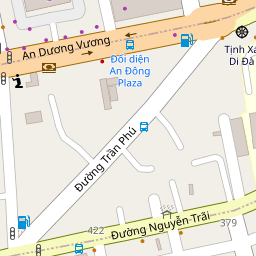 An Dương Vương
Đối diện
An Đông
Plaza
Tịnh Xá
Di Đà
Đường Trần Phú
422
379
Đường Nguyễn Trãi